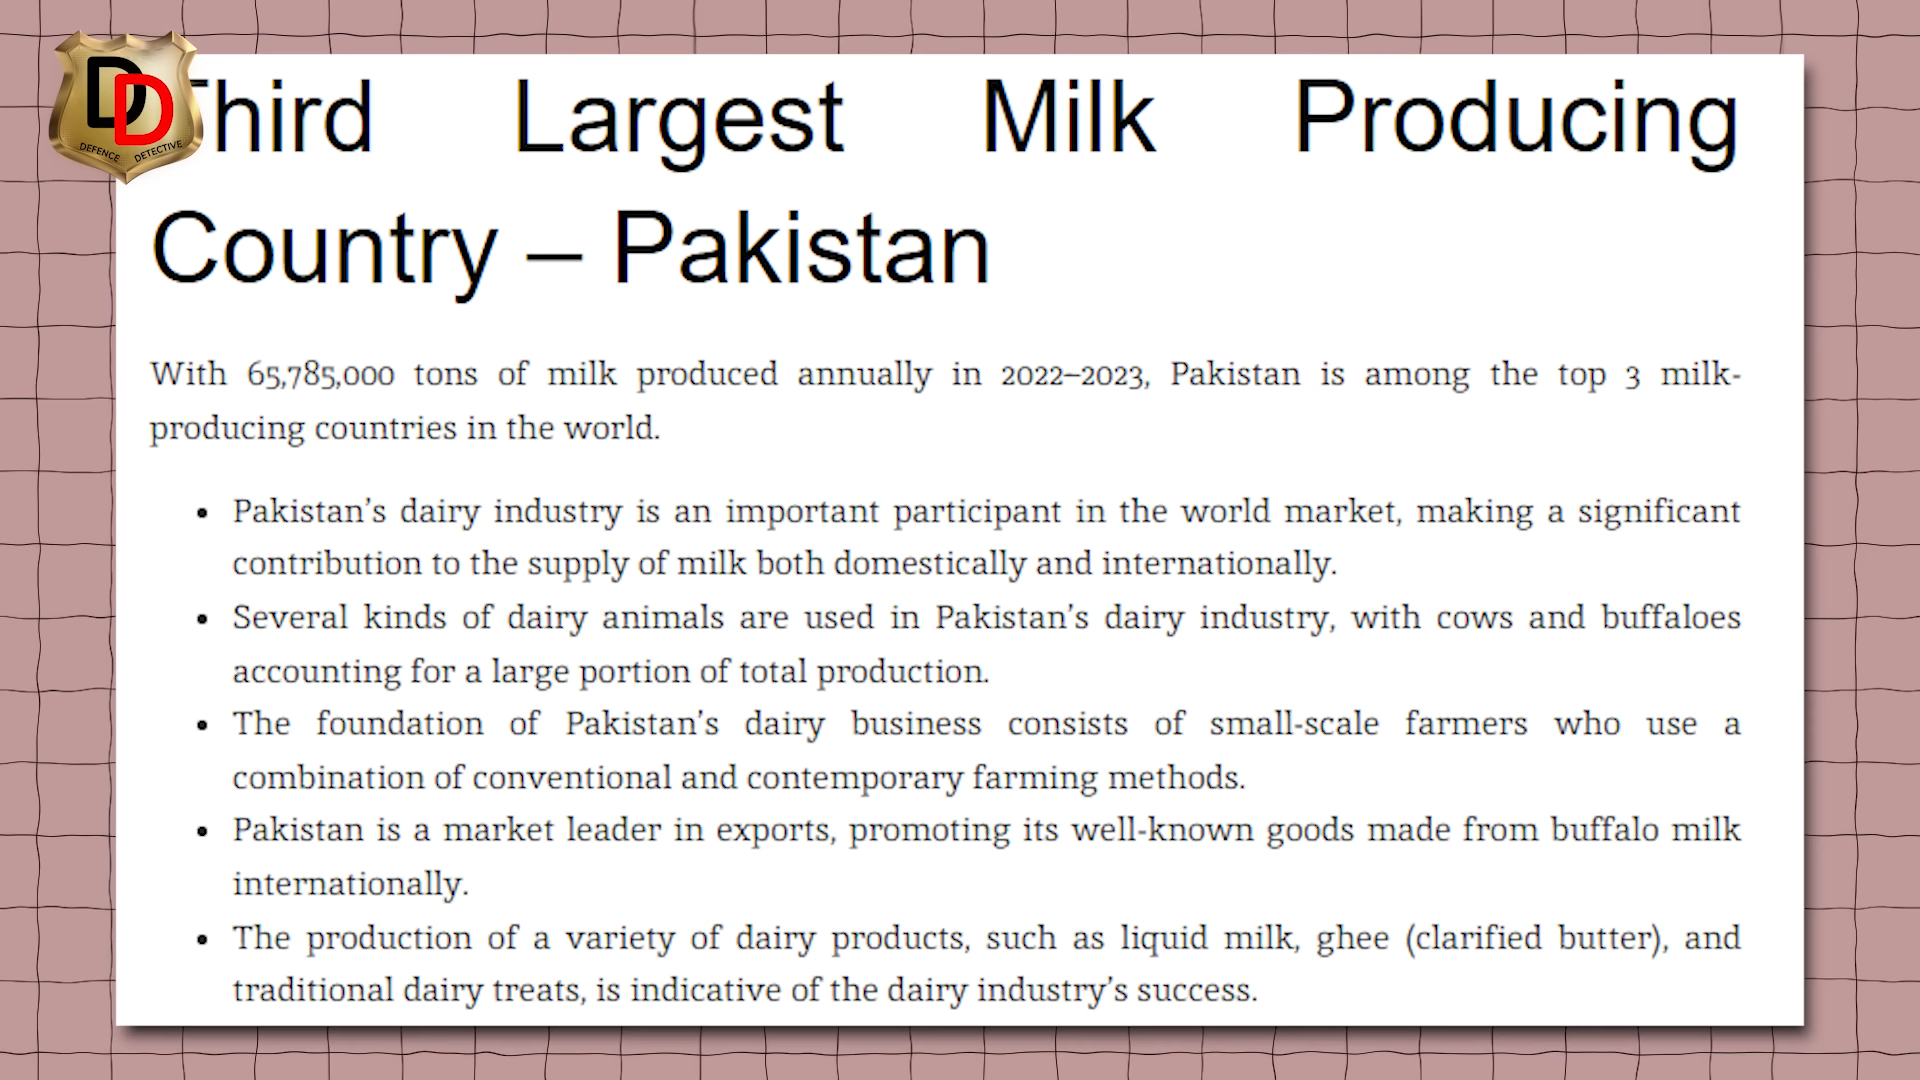 DD
DEFENCE DETECTIVE
Third Largest Milk Producing
Country – Pakistan
With 65,785,000 tons of milk produced annually in 2022–2023, Pakistan is among the top 3 milk-
producing countries in the world.
• Pakistan’s dairy industry is an important participant in the world market, making a significant
contribution to the supply of milk both domestically and internationally.
• Several kinds of dairy animals are used in Pakistan’s dairy industry, with cows and buffaloes
accounting for a large portion of total production.
• The foundation of Pakistan’s dairy business consists of small-scale farmers who use a
combination of conventional and contemporary farming methods.
• Pakistan is a market leader in exports, promoting its well-known goods made from buffalo milk
internationally.
• The production of a variety of dairy products, such as liquid milk, ghee (clarified butter), and
traditional dairy treats, is indicative of the dairy industry’s success.